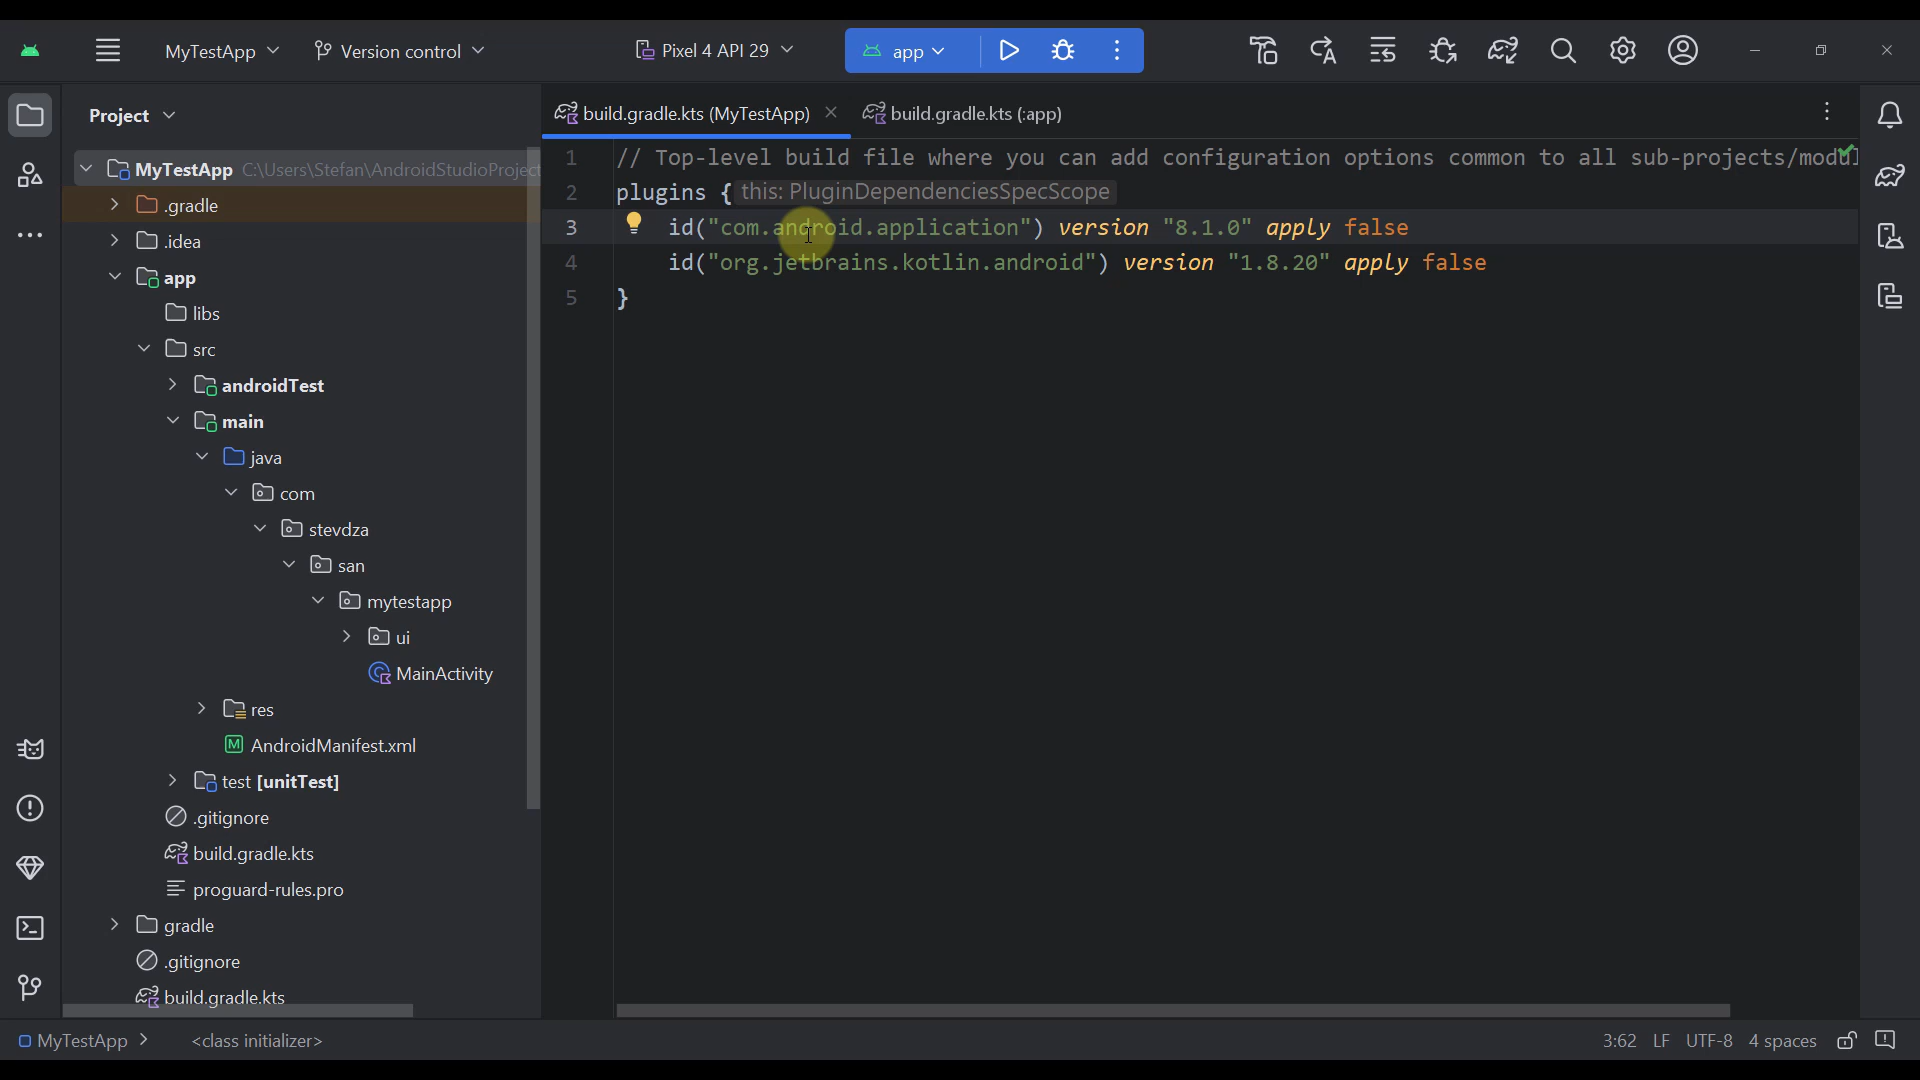 MyTestApp
Version control
Pixel 4 API 29
app
Project
build.gradle.kts (MyTestApp)
build.gradle.kts (:app)
MyTestApp C:\Users\Stefan\AndroidStudioProject
.gradle
.idea
app
libs
src
androidTest
main
java
com
stevdza
san
mytestapp
ui
MainActivity
res
AndroidManifest.xml
test [unitTest]
.gitignore
build.gradle.kts
proguard-rules.pro
gradle
.gitignore
build.gradle.kts
1 // Top-level build file where you can add configuration options common to all sub-projects/modul
2 plugins { this: PluginDependenciesSpecScope
3 id("com.android.application") version "8.1.0" apply false
4 id("org.jetbrains.kotlin.android") version "1.8.20" apply false
5 }
MyTestApp > <class initializer>
3:62 LF UTF-8 4 spaces